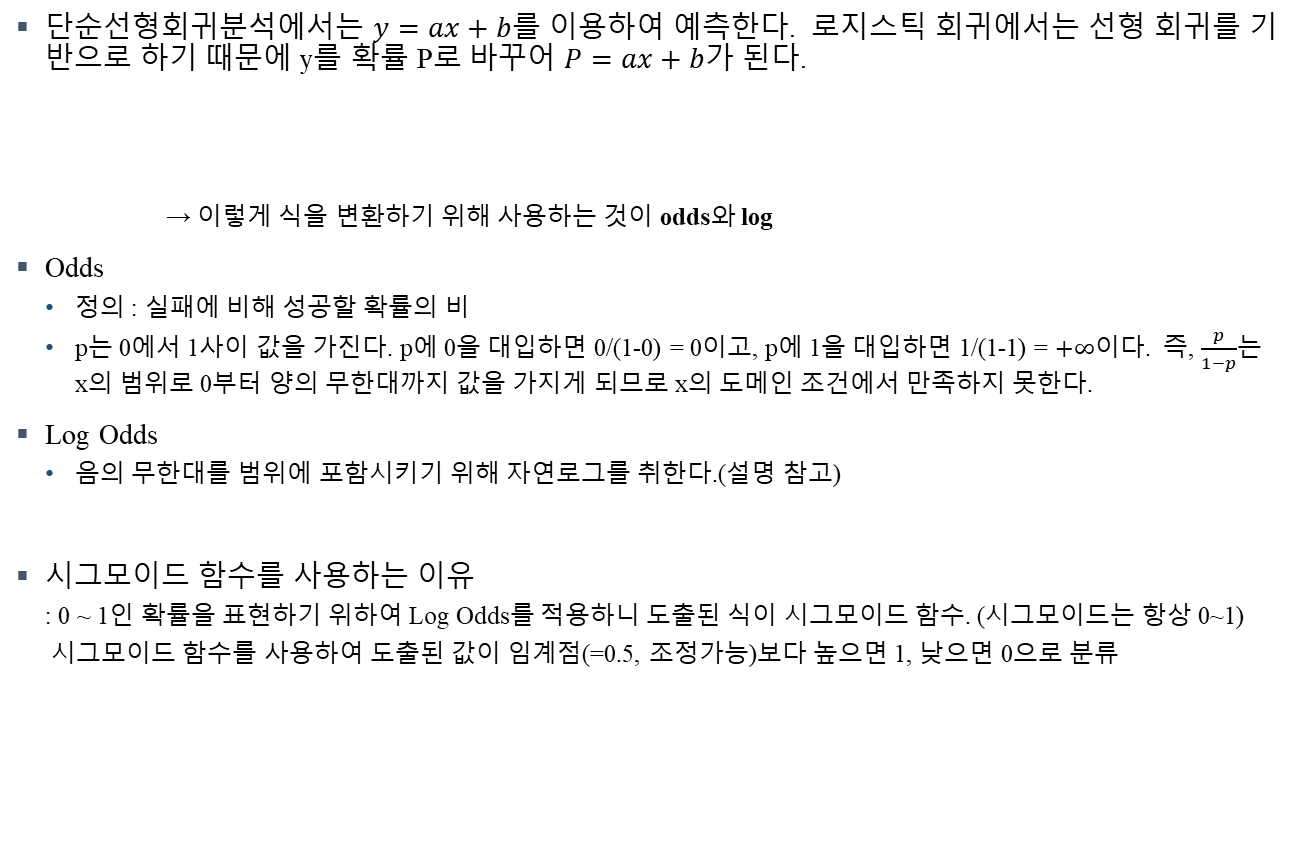 ▪ 단순선형회귀분석에서는 y = ax + b를 이용하여 예측한다. 로지스틱 회귀에서는 선형 회귀를 기
반으로 하기 때문에 y를 확률 P로 바꾸어 P = ax + b가 된다.
→ 이렇게 식을 변환하기 위해 사용하는 것이 odds와 log
▪ Odds
• 정의 : 실패에 비해 성공할 확률의 비
• p는 0에서 1사이 값을 가진다. p에 0을 대입하면 0/(1-0) = 0이고, p에 1을 대입하면 1/(1-1) = +∞이다. 즉, p/(1−p)는
x의 범위로 0부터 양의 무한대까지 값을 가지게 되므로 x의 도메인 조건에서 만족하지 못한다.
▪ Log Odds
• 음의 무한대를 범위에 포함시키기 위해 자연로그를 취한다.(설명 참고)
▪ 시그모이드 함수를 사용하는 이유
: 0 ~ 1인 확률을 표현하기 위하여 Log Odds를 적용하니 도출된 식이 시그모이드 함수. (시그모이드는 항상 0~1)
시그모이드 함수를 사용하여 도출된 값이 임계점(=0.5, 조정가능)보다 높으면 1, 낮으면 0으로 분류